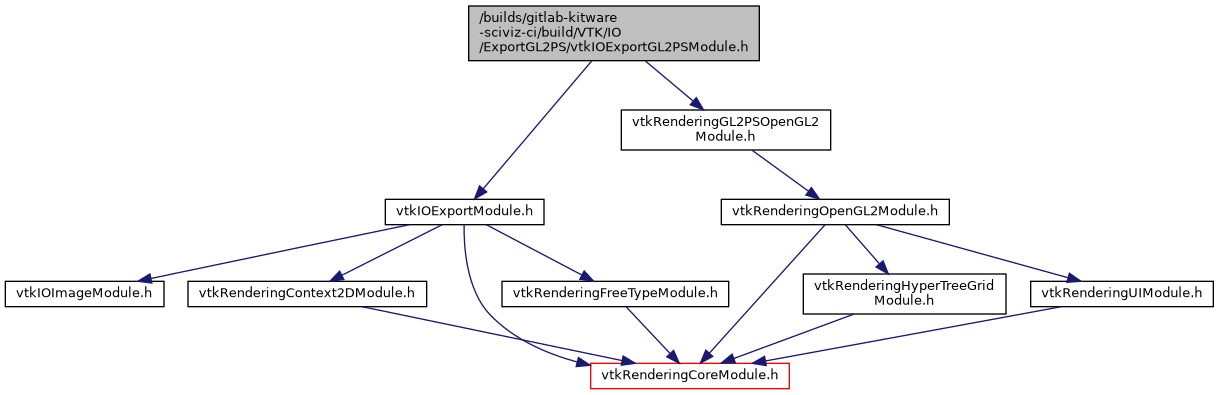 /builds/gitlab-kitware
-sciviz-ci/build/VTK/IO
/ExportGL2PS/vtkIOExportGL2PSModule.h
vtkRenderingGL2PSOpenGL2
Module.h
vtkIOExportModule.h
vtkRenderingOpenGL2Module.h
vtkIOImageModule.h
vtkRenderingContext2DModule.h
vtkRenderingFreeTypeModule.h
vtkRenderingHyperTreeGrid
Module.h
vtkRenderingUIModule.h
vtkRenderingCoreModule.h